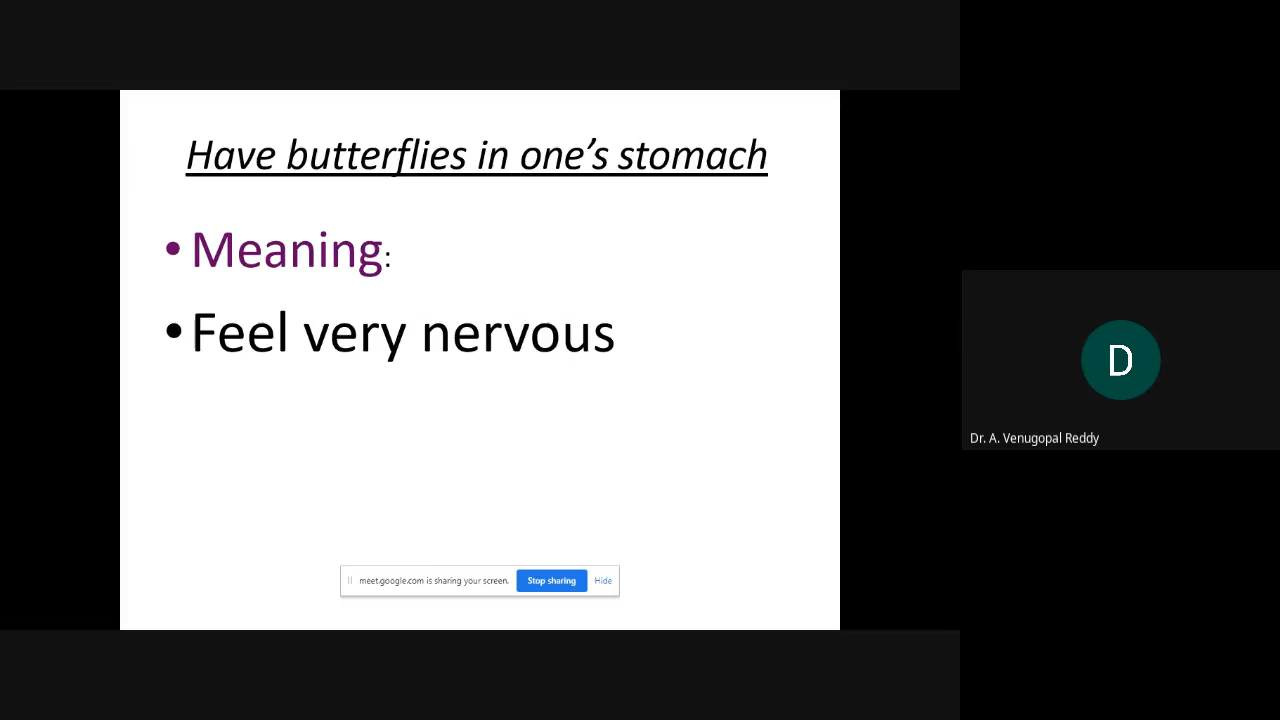 Have butterflies in one’s stomach
• Meaning:
• Feel very nervous
meet.google.com is sharing your screen. Stop sharing Hide
D
Dr. A. Venugopal Reddy